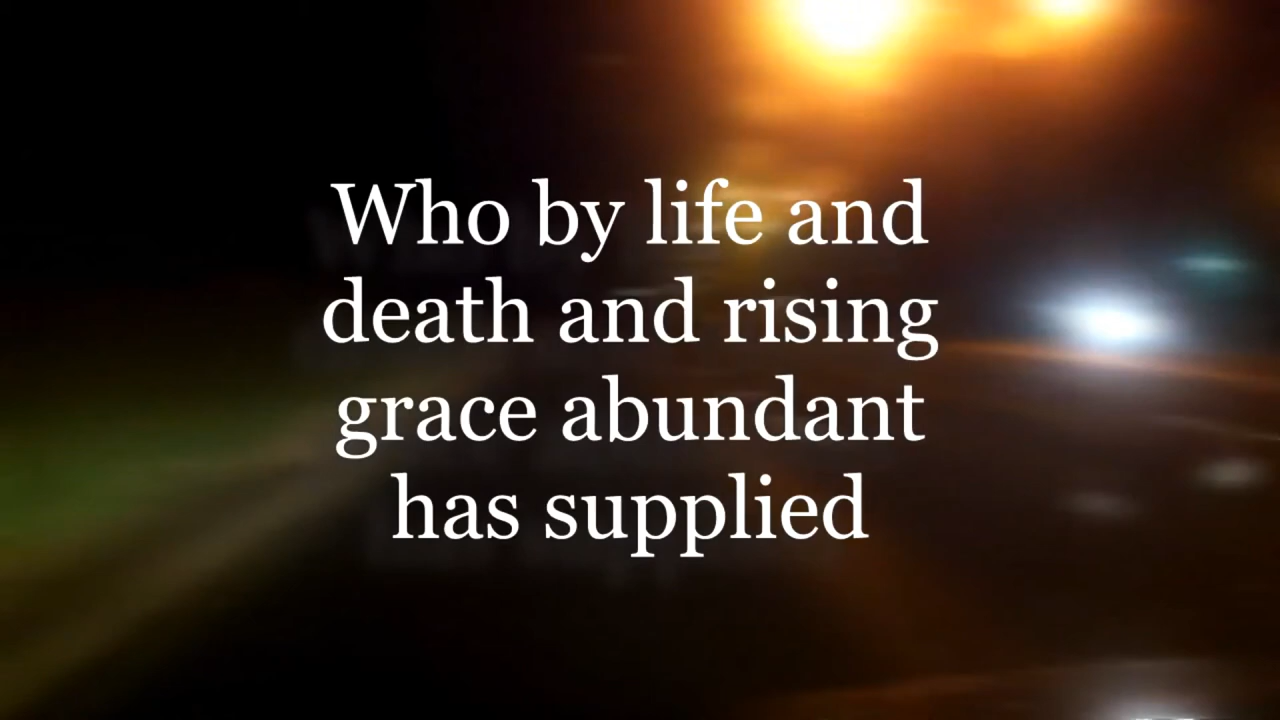 Who by life and
death and rising
grace abundant
has supplied